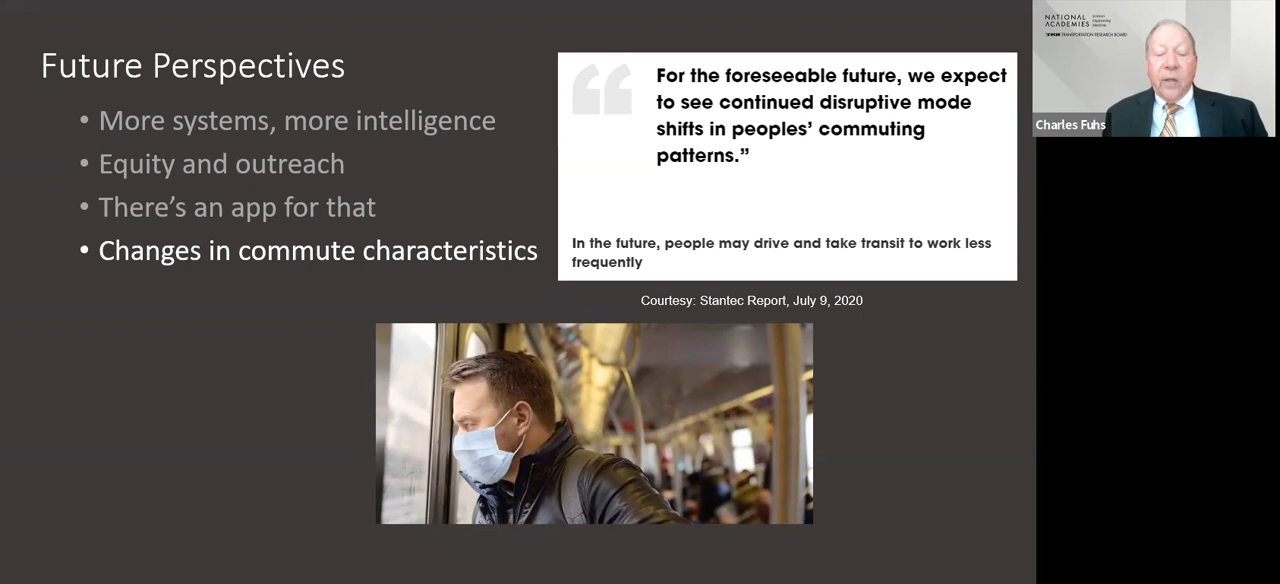 Future Perspectives
• More systems, more intelligence
• Equity and outreach
• There’s an app for that
• Changes in commute characteristics
“
For the foreseeable future, we expect
to see continued disruptive mode
shifts in peoples’ commuting
patterns.”
In the future, people may drive and take transit to work less
frequently
Courtesy: Stantec Report, July 9, 2020
NATIONAL
ACADEMIES
Sciences
Engineering
Medicine
TRANSPORTATION RESEARCH BOARD
Charles Fuhs